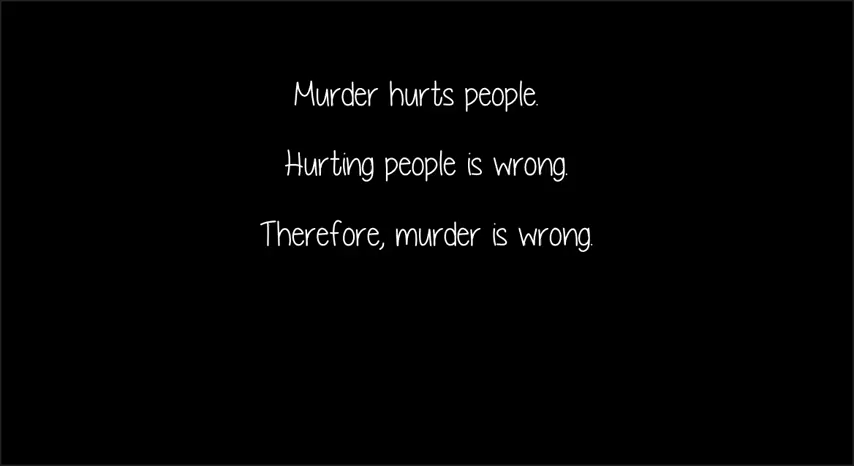 Murder hurts people.
Hurting people is wrong.
Therefore, murder is wrong.